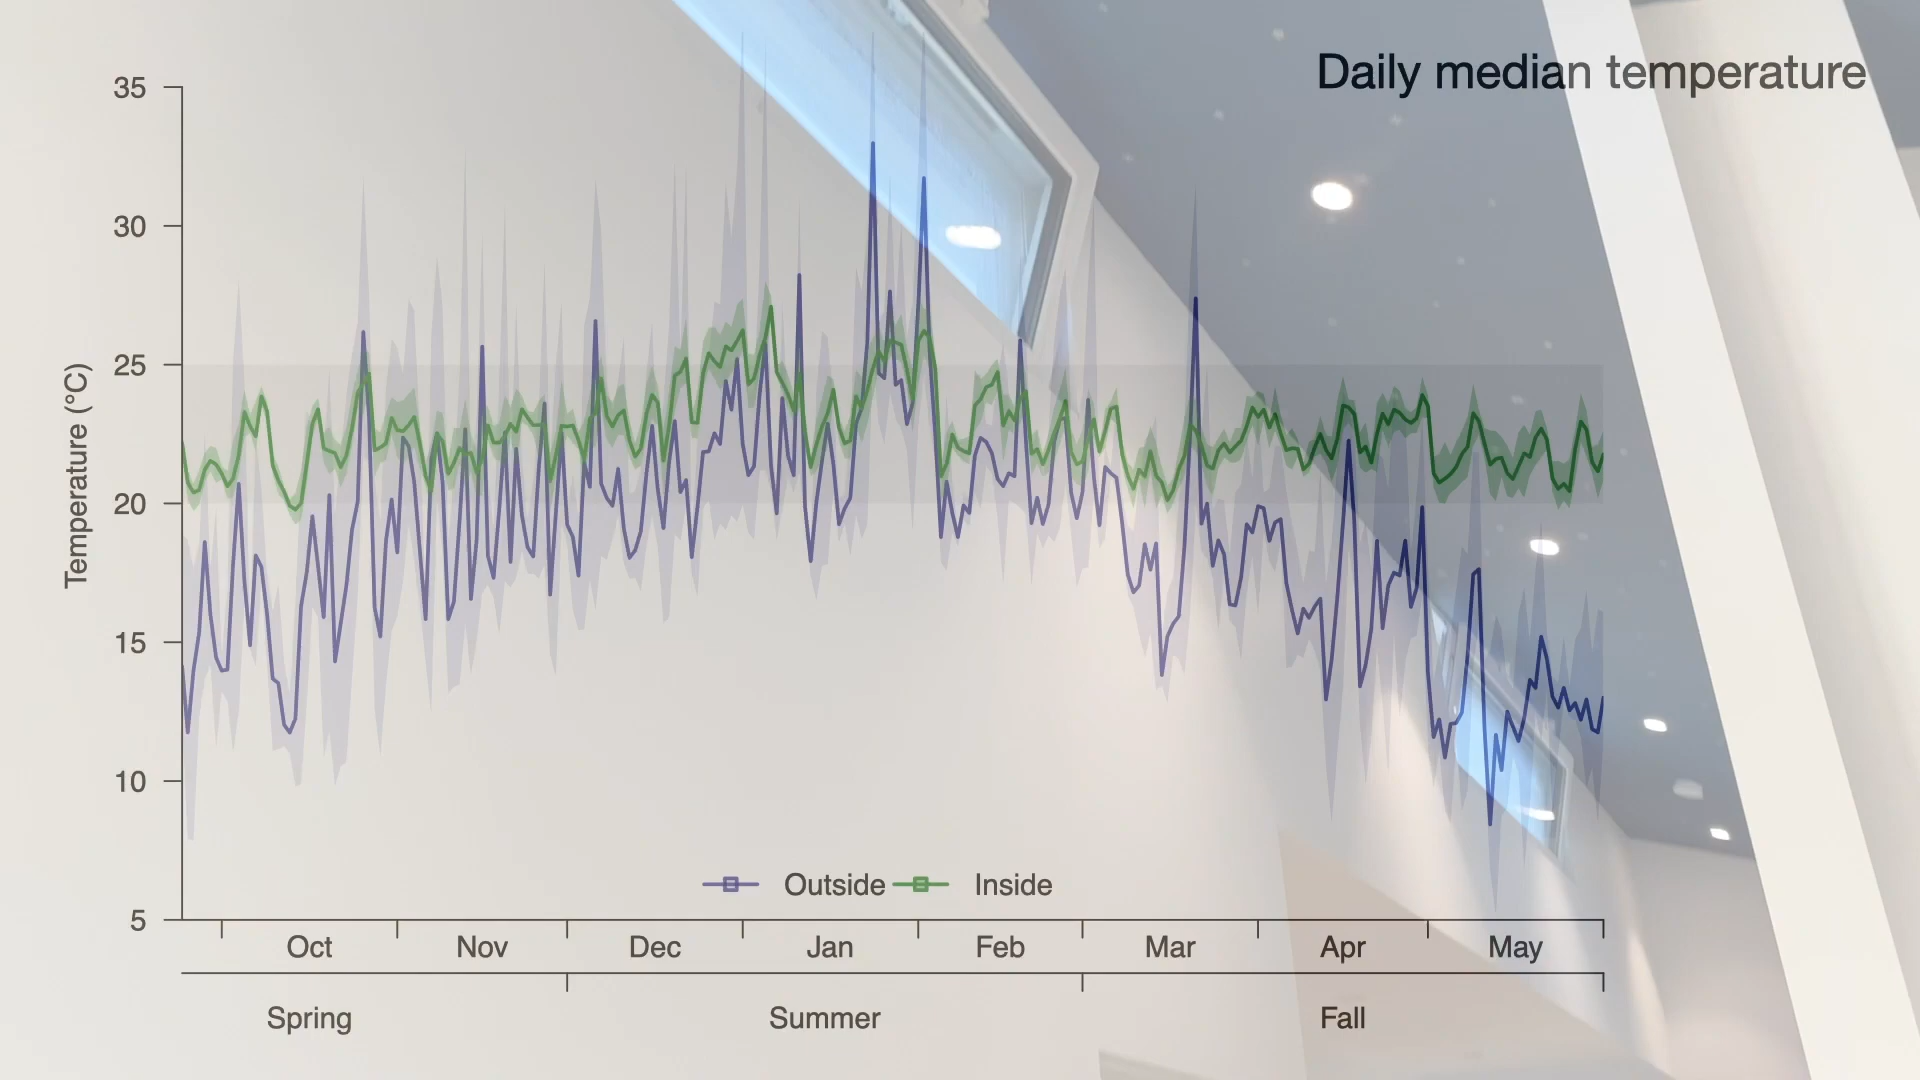 Daily median temperature
35
30
25
20
15
10
5
Temperature (°C)
Outside Inside
Oct Nov Dec Jan Feb Mar Apr May
Spring Summer Fall